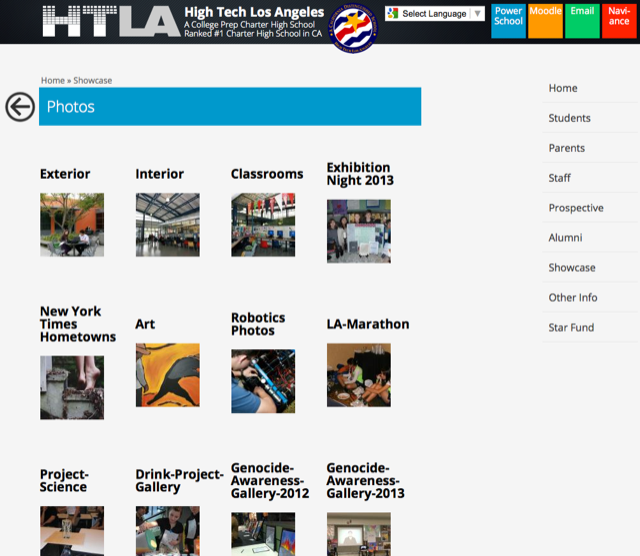 HTLA
High Tech Los Angeles
A College Prep Charter High School
Ranked #1 Charter High School in CA
Select Language ▼
Power
School
Moodle
Email
Navi-
ance
Home » Showcase
Photos
Exterior
Interior
Classrooms
Exhibition
Night 2013
New York
Times
Hometowns
Art
Robotics
Photos
LA-Marathon
Project-
Science
Drink-Project-
Gallery
Genocide-
Awareness-
Gallery-2012
Genocide-
Awareness-
Gallery-2013
Home
Students
Parents
Staff
Prospective
Alumni
Showcase
Other Info
Star Fund